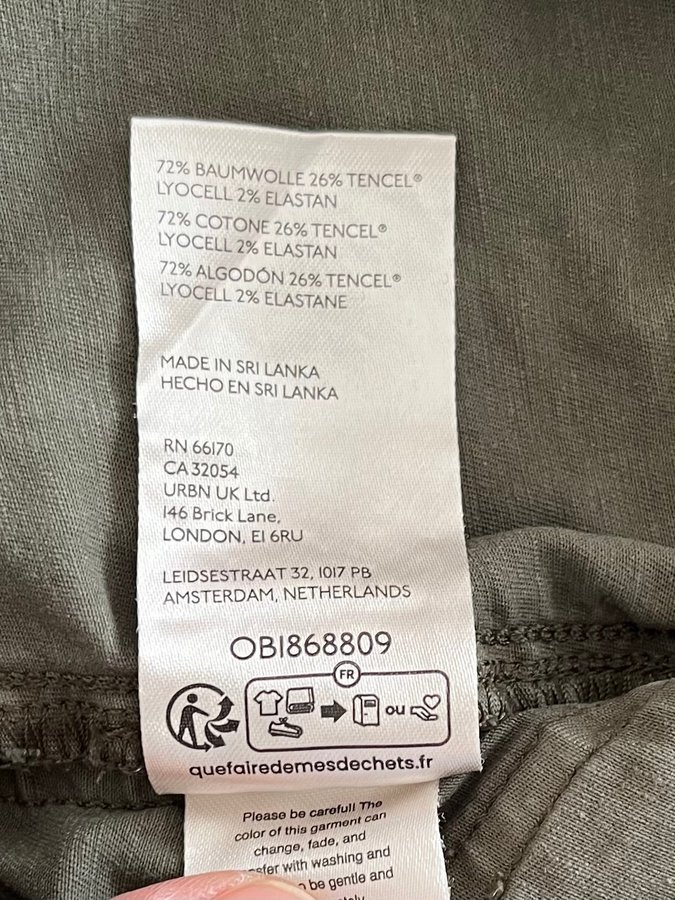 72% BAUMWOLLE 26% TENCEL®
LYOCELL 2% ELASTAN
72% COTONE 26% TENCEL®
LYOCELL 2% ELASTAN
72% ALGODÓN 26% TENCEL®
LYOCELL 2% ELASTANE
MADE IN SRI LANKA
HECHO EN SRI LANKA
RN 66170
CA 32054
URBN UK Ltd.
146 Brick Lane,
LONDON, E1 6RU
LEIDSESTRAAT 32, 1017 PB
AMSTERDAM, NETHERLANDS
OB1868809
FR
ou
quefairedemesdechets.fr
Please be carefull The
color of this garment can
change, fade, and
with washing and
be gentle and